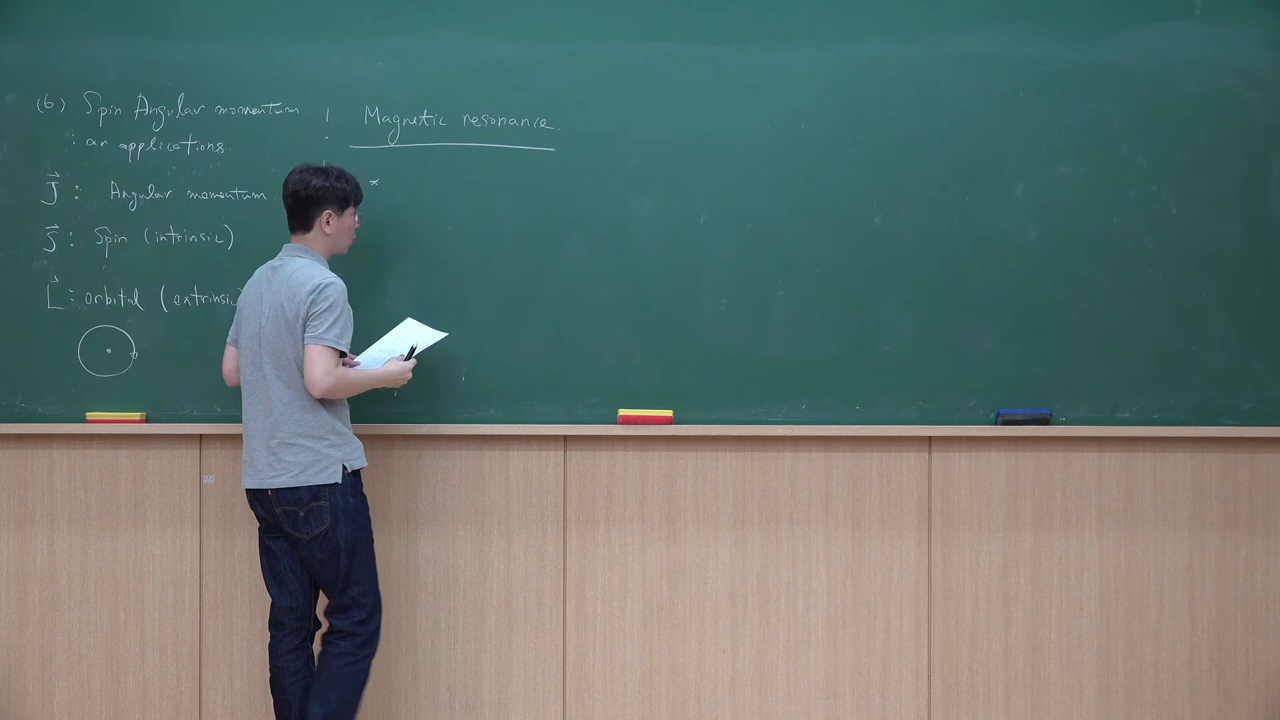 (6) Spin Angular momentum
: an applications.
J⃗ : Angular momentum
S⃗ : Spin (intrinsic)
L⃗ : orbital (extrinsic
Magnetic resonance.
*